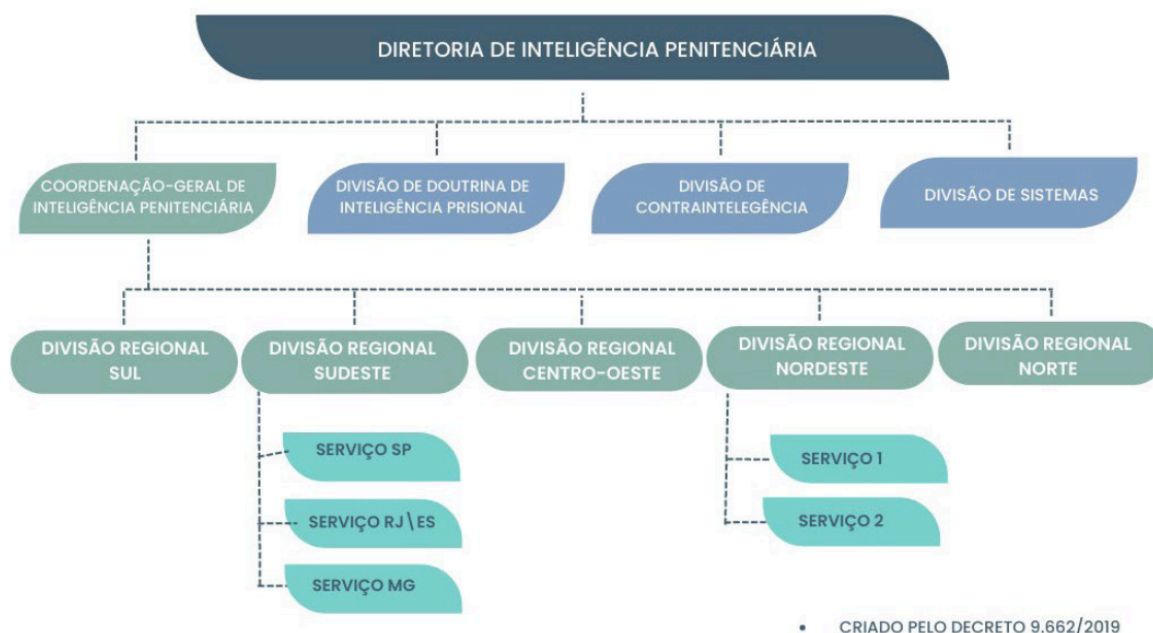 DIRETORIA DE INTELIGÊNCIA PENITENCIÁRIA
COORDENAÇÃO-GERAL DE
INTELIGÊNCIA PENITENCIÁRIA
DIVISÃO DE DOUTRINA DE
INTELIGÊNCIA PRISIONAL
DIVISÃO DE
CONTRAINTELEGÊNCIA
DIVISÃO DE SISTEMAS
DIVISÃO REGIONAL
SUL
DIVISÃO REGIONAL
SUDESTE
DIVISÃO REGIONAL
CENTRO-OESTE
DIVISÃO REGIONAL
NORDESTE
DIVISÃO REGIONAL
NORTE
SERVIÇO SP
SERVIÇO RJ\ES
SERVIÇO MG
SERVIÇO 1
SERVIÇO 2
• CRIADO PELO DECRETO 9.662/2019